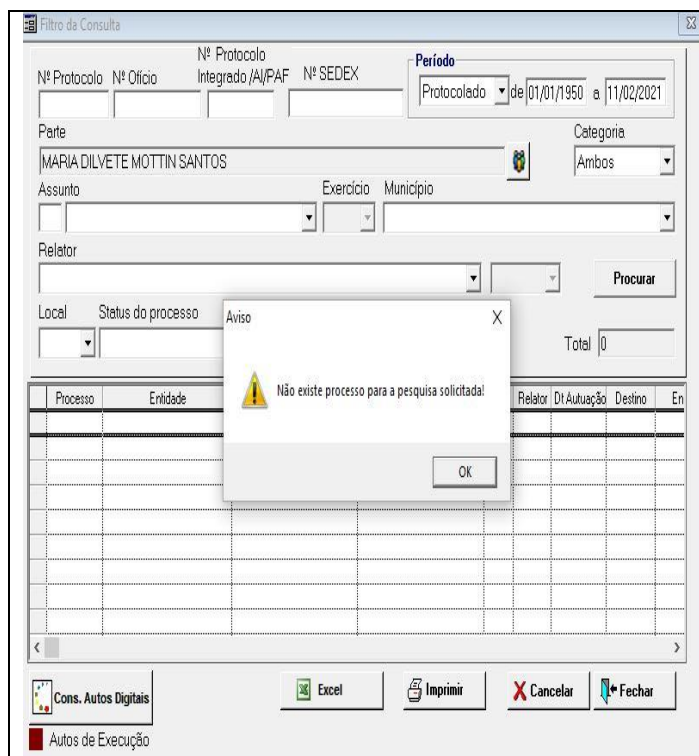 Filtro da Consulta
Nº Protocolo Nº Ofício Nº Protocolo Integrado /AI/PAF Nº SEDEX
Período
Protocolado de 01/01/1950 a 11/02/2021
Parte Categoria
MARIA DILVETE MOTTIN SANTOS Ambos
Assunto Exercício Município
Relator
Procurar
Local Status do processo
Total 0
Aviso X
Não existe processo para a pesquisa solicitada!
OK
Processo Entidade Relator Dt Autuação Destino En
Cons. Autos Digitais Excel Imprimir Cancelar Fechar
Autos de Execução